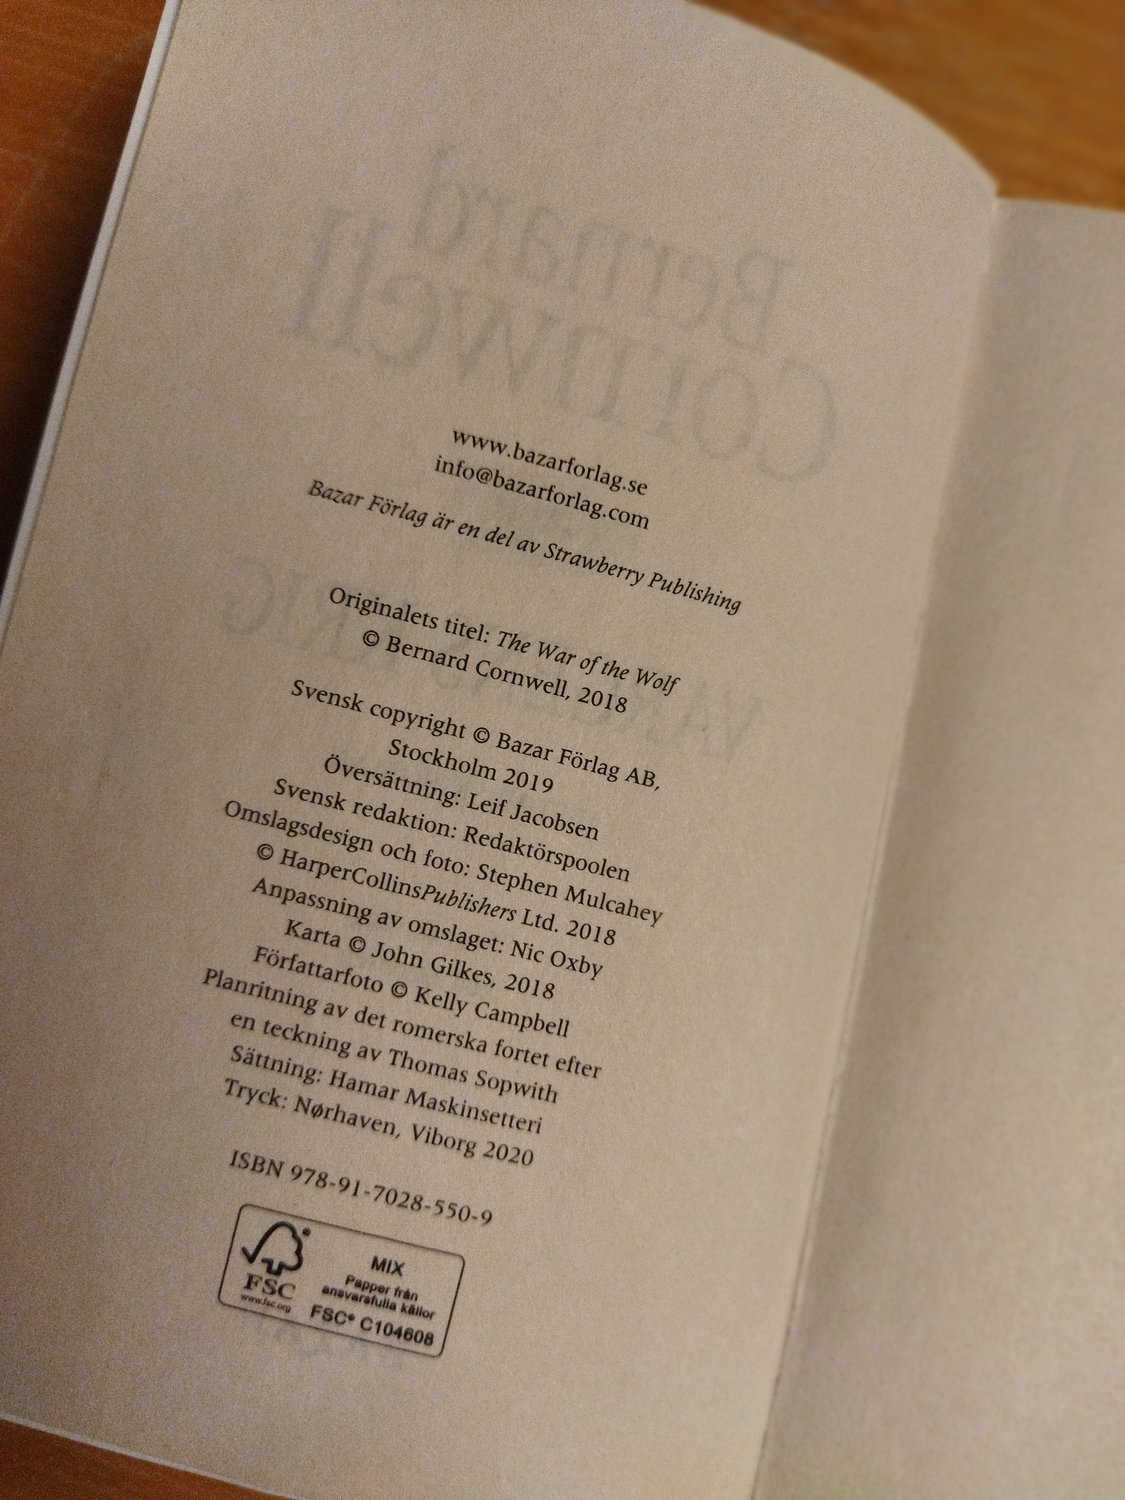 Bernard
Cornwell
www.bazarforlag.se
info@bazarforlag.com
Bazar Förlag är en del av Strawberry Publishing
Originalets titel: The War of the Wolf
© Bernard Cornwell, 2018
Svensk copyright © Bazar Förlag AB,
Stockholm 2019
Översättning: Leif Jacobsen
Svensk redaktion: Redaktörspoolen
Omslagsdesign och foto: Stephen Mulcahey
© HarperCollinsPublishers Ltd. 2018
Anpassning av omslaget: Nic Oxby
Karta © John Gilkes, 2018
Författarfoto © Kelly Campbell
Planritning av det romerska fortet efter
en teckning av Thomas Sopwith
Sättning: Hamar Maskinsetteri
Tryck: Nørhaven, Viborg 2020
ISBN 978-91-7028-550-9
FSC
www.fsc.org
MIX
Papper från
ansvarsfulla källor
FSC® C104608